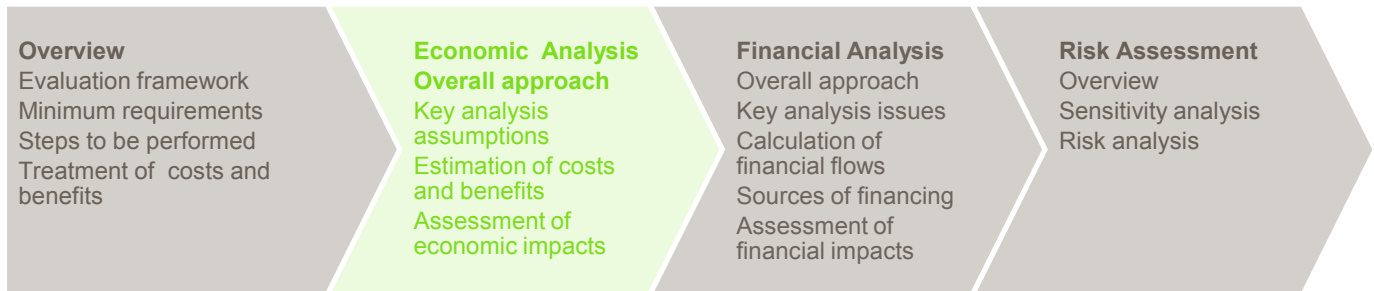 Overview
Evaluation framework
Minimum requirements
Steps to be performed
Treatment of  costs and
benefits
Economic  Analysis
Overall approach
Key analysis
assumptions
Estimation of costs
and benefits
Assessment of
economic impacts
Financial Analysis
Overall approach
Key analysis issues
Calculation of
financial flows
Sources of financing
Assessment of
financial impacts
Risk Assessment
Overview
Sensitivity analysis
Risk analysis